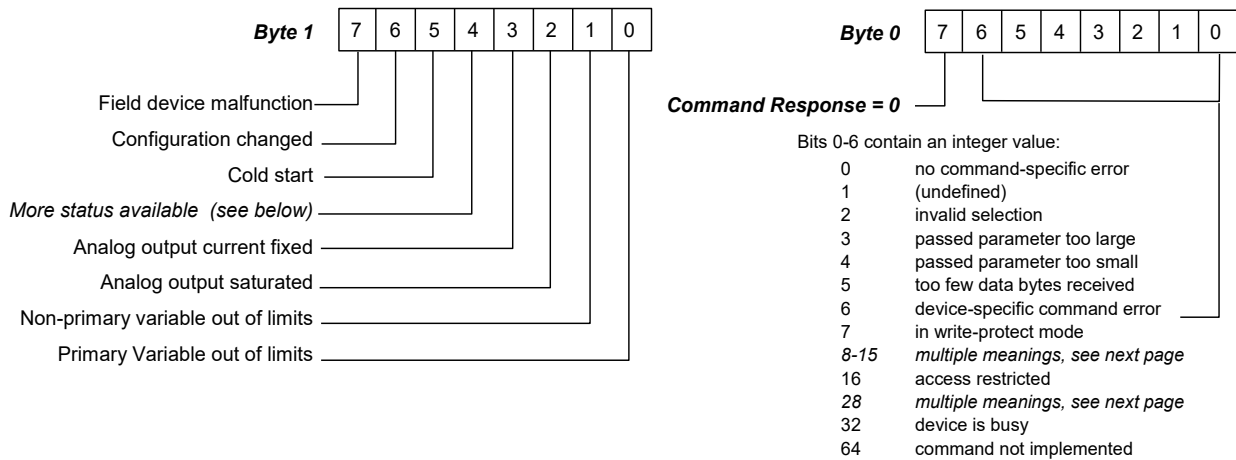 Byte 1
7 6 5 4 3 2 1 0
Field device malfunction
Configuration changed
Cold start
More status available (see below)
Analog output current fixed
Analog output saturated
Non-primary variable out of limits
Primary Variable out of limits
Byte 0
7 6 5 4 3 2 1 0
Command Response = 0
Bits 0-6 contain an integer value:
0 no command-specific error
1 (undefined)
2 invalid selection
3 passed parameter too large
4 passed parameter too small
5 too few data bytes received
6 device-specific command error
7 in write-protect mode
8-15 multiple meanings, see next page
16 access restricted
28 multiple meanings, see next page
32 device is busy
64 command not implemented